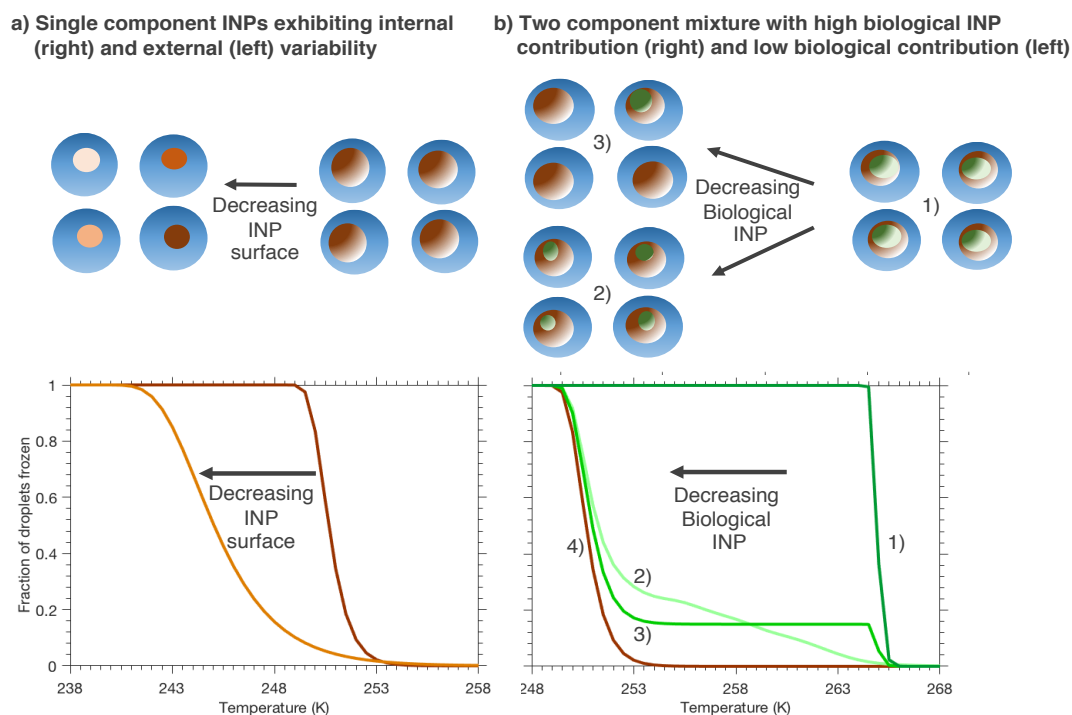 a) Single component INPs exhibiting internal
(right) and external (left) variability
b) Two component mixture with high biological INP
contribution (right) and low biological contribution (left)
Decreasing
INP
surface
3)
2)
Decreasing
Biological
INP
1)
1
0.8
0.6
0.4
0.2
0
Fraction of droplets frozen
Decreasing
INP
surface
238
243
248
253
258
Temperature (K)
Decreasing
Biological
INP
4)
2)
3)
1)
248
253
258
263
268
Temperature (K)